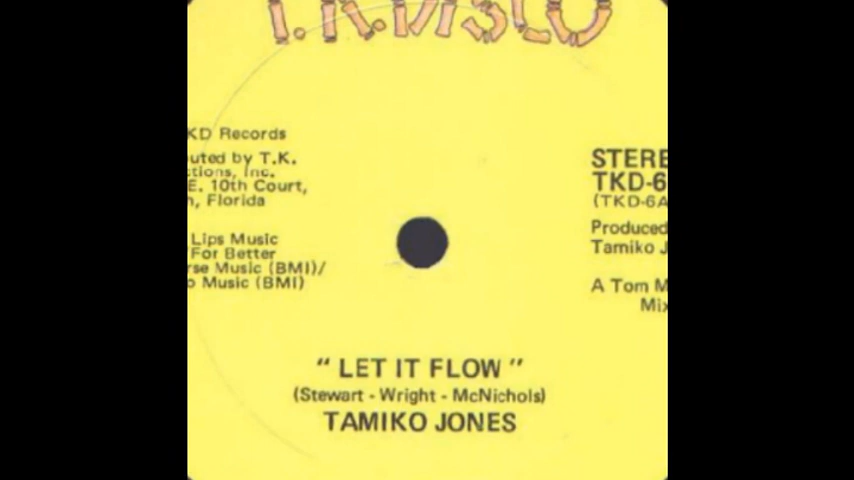 T.K.DISCO
KD Records
uted by T.K.
tions, Inc.
E. 10th Court,
h, Florida
Lips Music
For Better
rse Music (BMI)/
o Music (BMI)
STERE
TKD-6
(TKD-6A
Produced
Tamiko J
A Tom M
Mix
" LET IT FLOW "
(Stewart - Wright - McNichols)
TAMIKO JONES